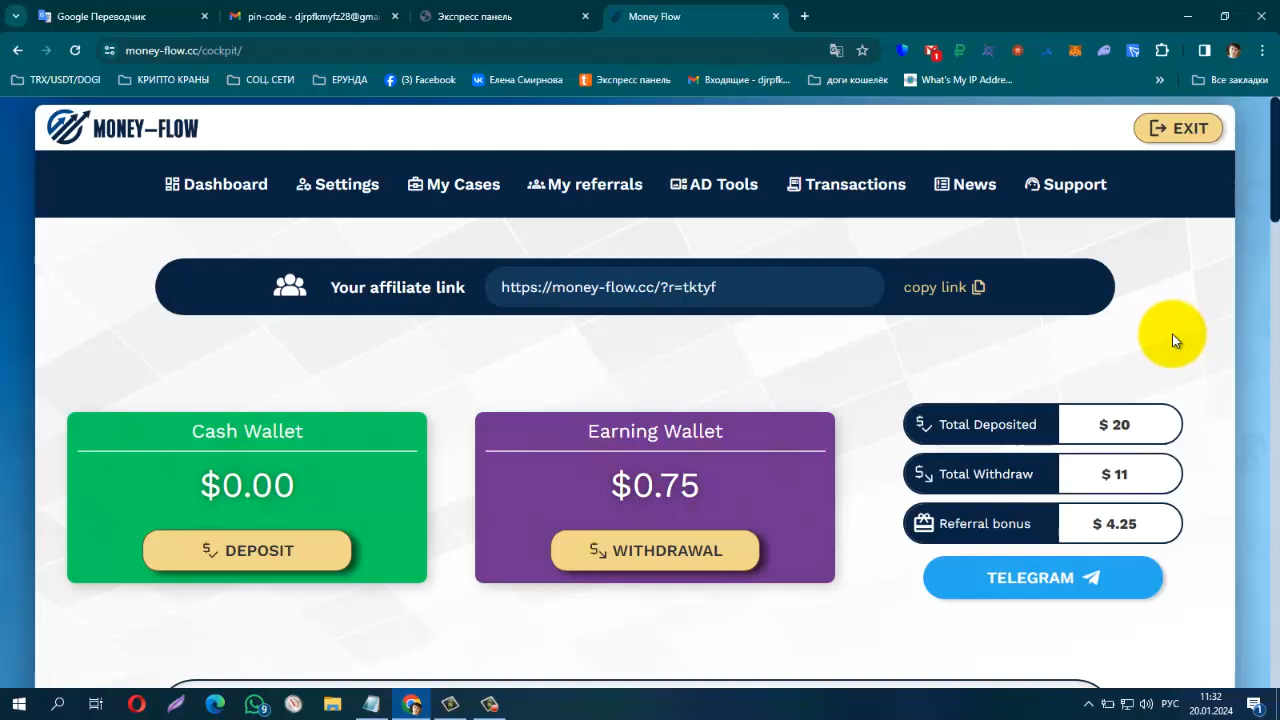 Google Переводчик
pin-code - djrpfkmyfz28@gma
Экспресс панель
Money Flow
money-flow.cc/cockpit/
1
TRX/USDT/DOGI
КРИПТО КРАНЫ
СОЦ. СЕТИ
ЕРУНДА
(3) Facebook
Елена Смирнова
Экспресс панель
Входящие - djrpfk...
доги кошелёк
What's My IP Addre...
»
Все закладки
MONEY-FLOW
EXIT
Dashboard
Settings
My Cases
My referrals
AD Tools
Transactions
News
Support
Your affiliate link
https://money-flow.cc/?r=tktyf
copy link
Cash Wallet
$0.00
DEPOSIT
Earning Wallet
$0.75
WITHDRAWAL
Total Deposited
$ 20
Total Withdraw
$ 11
Referral bonus
$ 4.25
TELEGRAM
9
РУС
11:32
20.01.2024
1